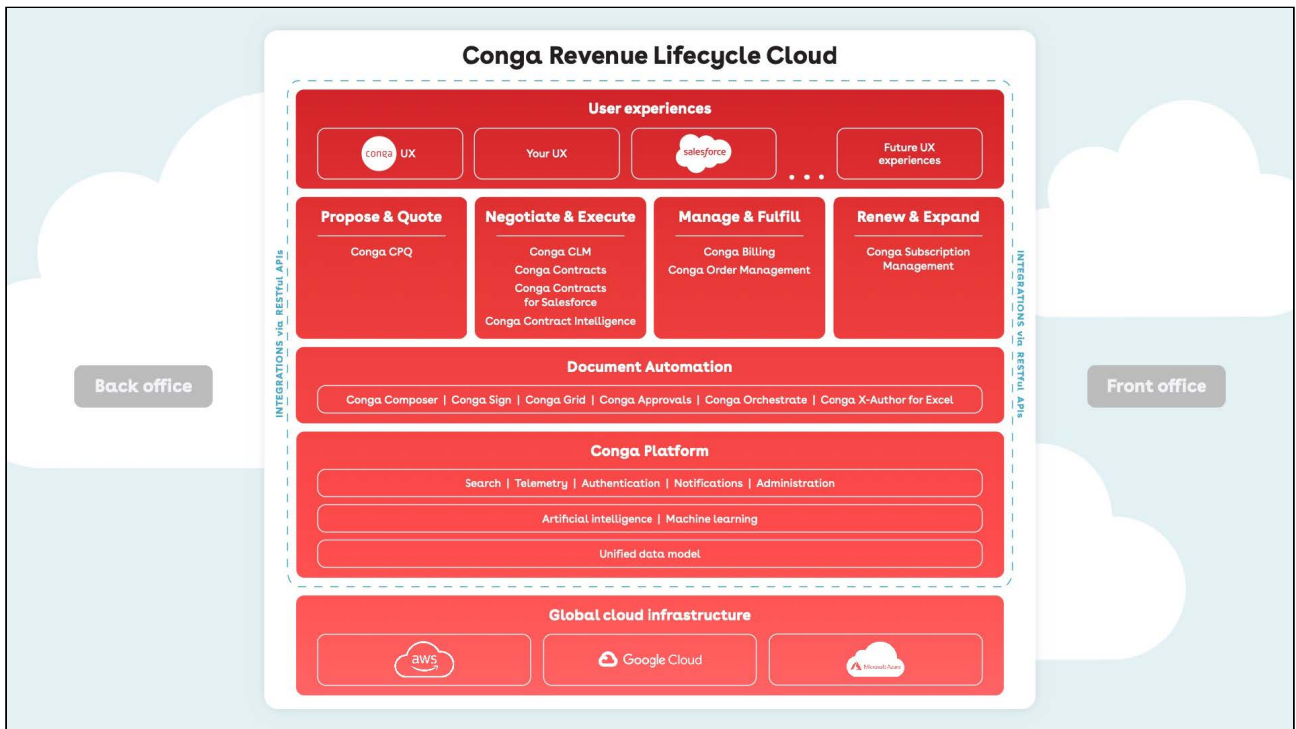 Conga Revenue Lifecycle Cloud
User experiences
conga UX
Your UX
salesforce
...
Future UX
experiences
Propose & Quote
Conga CPQ
Negotiate & Execute
Conga CLM
Conga Contracts
Conga Contracts
for Salesforce
Conga Contract Intelligence
Manage & Fulfill
Conga Billing
Conga Order Management
Renew & Expand
Conga Subscription
Management
INTEGRATIONS via RESTful APIs
INTEGRATIONS via RESTful APIs
Back office
Front office
Document Automation
Conga Composer | Conga Sign | Conga Grid | Conga Approvals | Conga Orchestrate | Conga X-Author for Excel
Conga Platform
Search | Telemetry | Authentication | Notifications | Administration
Artificial intelligence | Machine learning
Unified data model
Global cloud infrastructure
aws
Google Cloud
Microsoft Azure